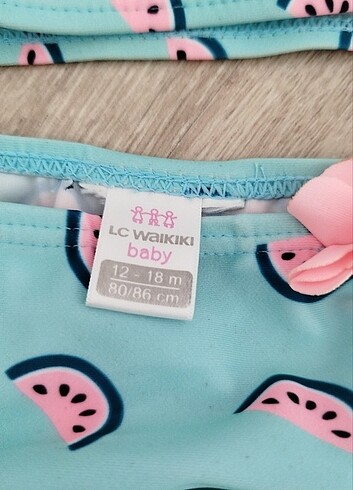 LC WAIKIKI
baby
12 - 18 m
80/86 cm